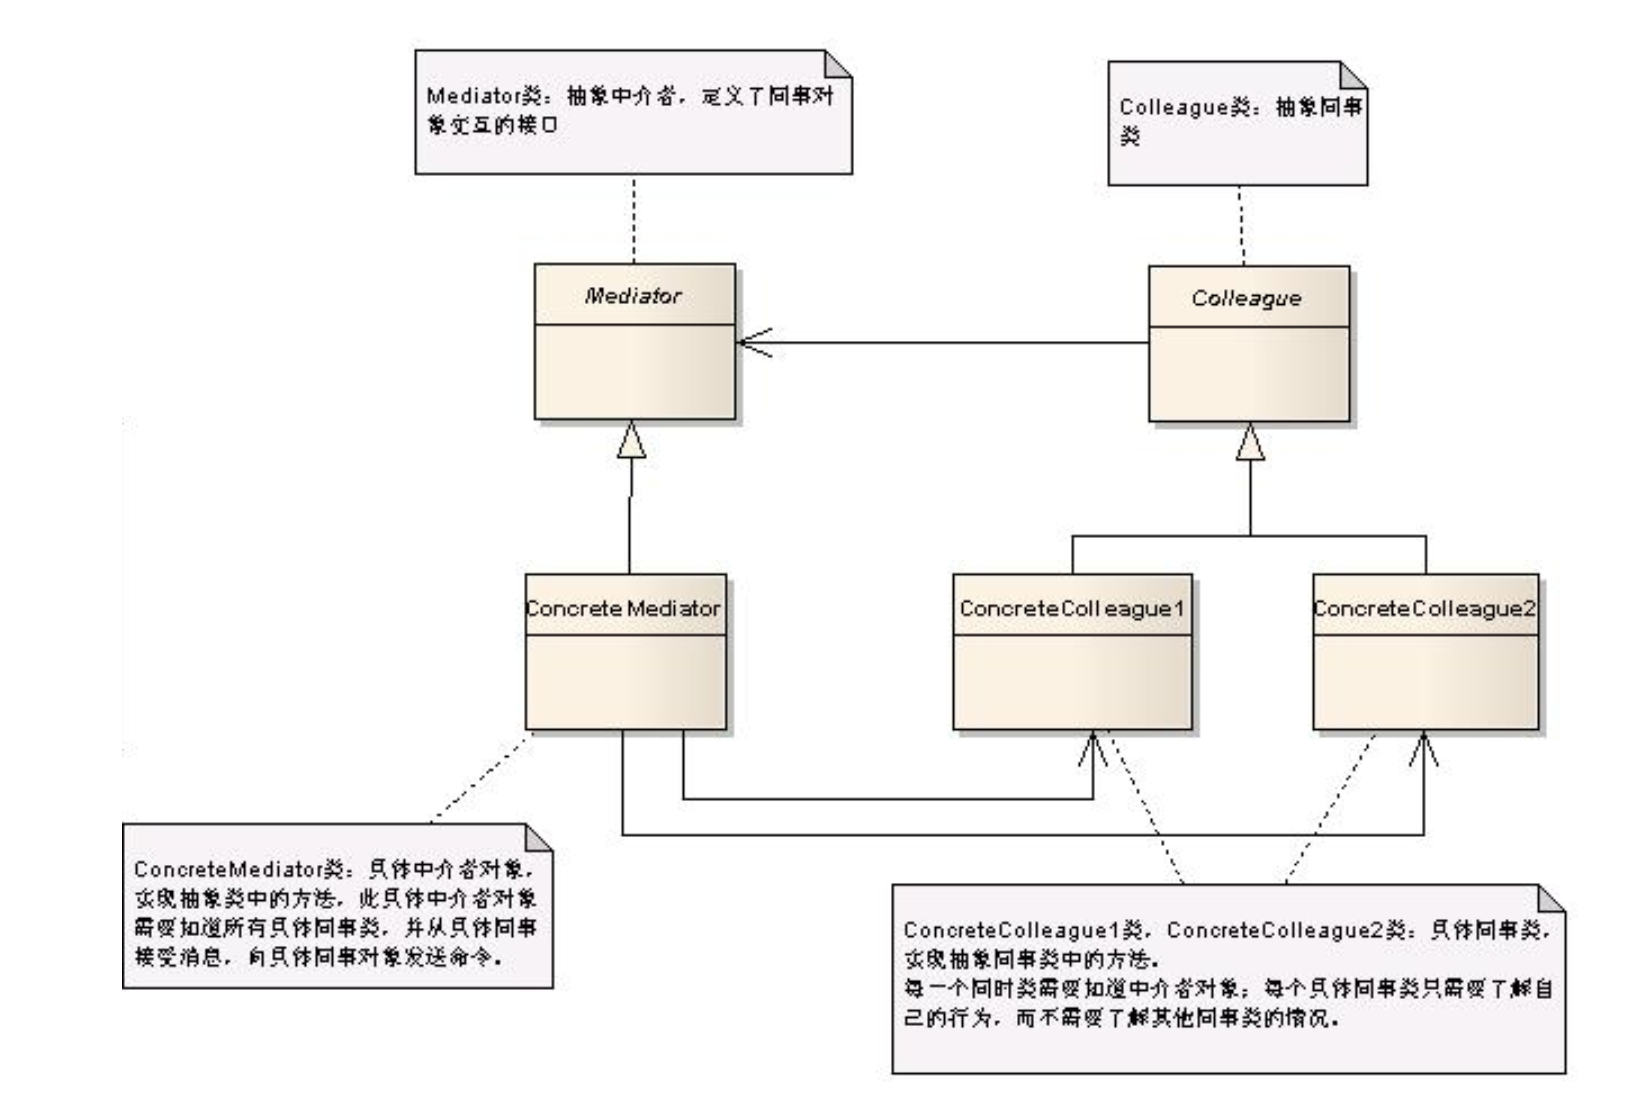 Mediator类：抽象中介者，定义了同事对
象交互的接口
Colleague类：抽象同事
类
Mediator
Colleague
ConcreteMediator
ConcreteColleague1
ConcreteColleague2
ConcreteMediator类：具体中介者对象，
实现抽象类中的方法，此具体中介者对象
需要知道所有具体同事类，并从具体同事
接受消息，向具体同事对象发送命令。
ConcreteColleague1类，ConcreteColleague2类：具体同事类，
实现抽象同事类中的方法。
每一个同时类需要知道中介者对象；每个具体同事类只需要了解自
己的行为，而不需要了解其他同事类的情况。